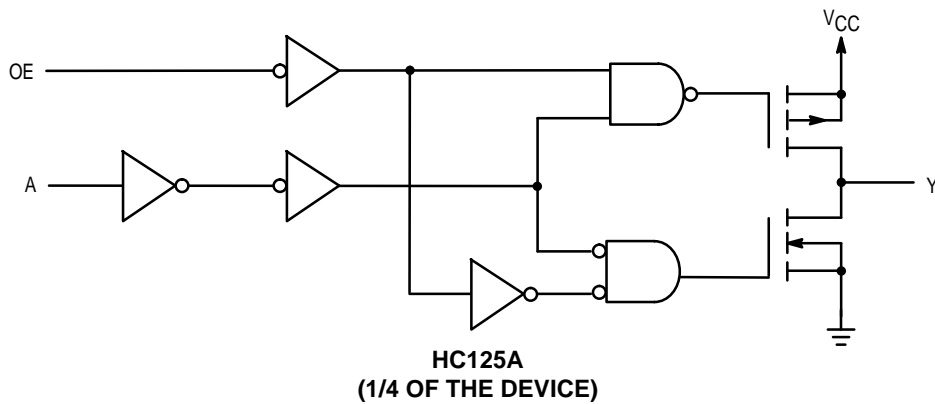 VCC
OE
A
Y
HC125A
(1/4 OF THE DEVICE)